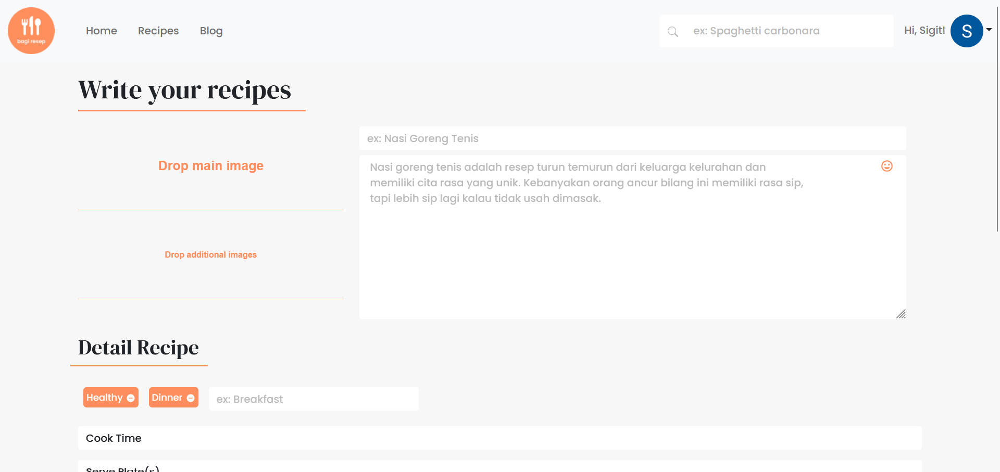 bagi resep
Home
Recipes
Blog
ex: Spaghetti carbonara
Hi, Sigit!
S
Write your recipes
Drop main image
Drop additional images
ex: Nasi Goreng Tenis
Nasi goreng tenis adalah resep turun temurun dari keluarga kelurahan dan
memiliki cita rasa yang unik. Kebanyakan orang ancur bilang ini memiliki rasa sip,
tapi lebih sip lagi kalau tidak usah dimasak.
Detail Recipe
Healthy
Dinner
ex: Breakfast
Cook Time
Serve Plate(s)